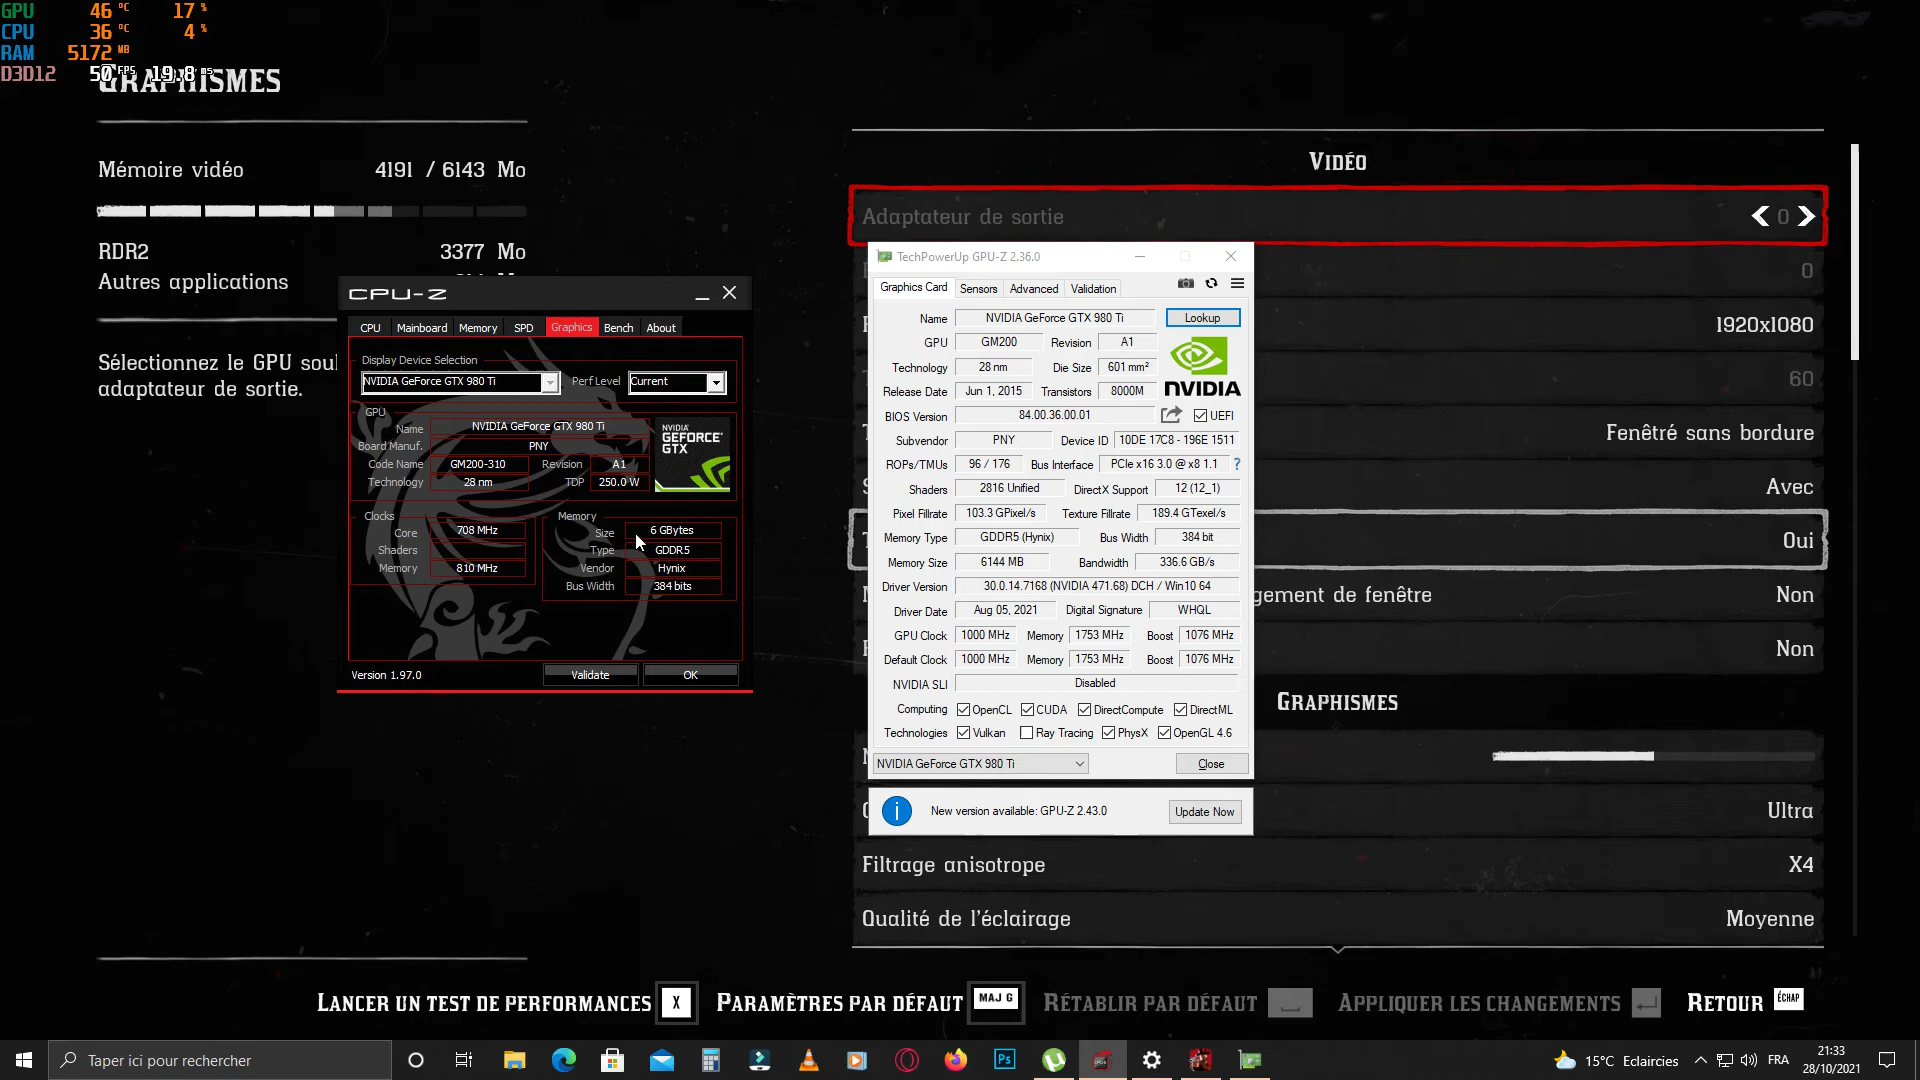 GPU 46 °C 17 %
CPU 36 °C 4 %
RAM 5172 MB
D3D12 50 FPS 19.8 ms
GRAPHISMES
Mémoire vidéo 4191 / 6143 Mo
RDR2 3377 Mo
Autres applications
Sélectionnez le GPU soul
adaptateur de sortie.
CPU-Z
CPU Mainboard Memory SPD Graphics Bench About
Display Device Selection
NVIDIA GeForce GTX 980 Ti Perf Level Current
GPU
Name NVIDIA GeForce GTX 980 Ti
Board Manuf. PNY
Code Name GM200-310 Revision A1
Technology 28 nm TDP 250.0 W
NVIDIA GEFORCE GTX
Clocks
Core 708 MHz
Shaders
Memory 810 MHz
Memory
Size 6 GBytes
Type GDDR5
Vendor Hynix
Bus Width 384 bits
Version 1.97.0 Validate OK
VIDÉO
Adaptateur de sortie 0
0
1920x1080
60
Fenêtré sans bordure
Avec
Oui
gement de fenêtre Non
Non
GRAPHISMES
Ultra
Filtrage anisotrope X4
Qualité de l'éclairage Moyenne
TechPowerUp GPU-Z 2.36.0
Graphics Card Sensors Advanced Validation
Name NVIDIA GeForce GTX 980 Ti Lookup
GPU GM200 Revision A1
Technology 28 nm Die Size 601 mm²
Release Date Jun 1, 2015 Transistors 8000M
NVIDIA
BIOS Version 84.00.36.00.01 UEFI
Subvendor PNY Device ID 10DE 17C8 - 196E 1511
ROPs/TMUs 96 / 176 Bus Interface PCIe x16 3.0 @ x8 1.1 ?
Shaders 2816 Unified DirectX Support 12 (12_1)
Pixel Fillrate 103.3 GPixel/s Texture Fillrate 189.4 GTexel/s
Memory Type GDDR5 (Hynix) Bus Width 384 bit
Memory Size 6144 MB Bandwidth 336.6 GB/s
Driver Version 30.0.14.7168 (NVIDIA 471.68) DCH / Win10 64
Driver Date Aug 05, 2021 Digital Signature WHQL
GPU Clock 1000 MHz Memory 1753 MHz Boost 1076 MHz
Default Clock 1000 MHz Memory 1753 MHz Boost 1076 MHz
NVIDIA SLI Disabled
Computing OpenCL CUDA DirectCompute DirectML
Technologies Vulkan Ray Tracing PhysX OpenGL 4.6
NVIDIA GeForce GTX 980 Ti Close
New version available: GPU-Z 2.43.0 Update Now
LANCER UN TEST DE PERFORMANCES X PARAMÈTRES PAR DÉFAUT MAJ G RÉTABLIR PAR DÉFAUT APPLIQUER LES CHANGEMENTS RETOUR ÉCHAP
Taper ici pour rechercher Ps 15°C Eclaircies FRA 21:33
28/10/2021